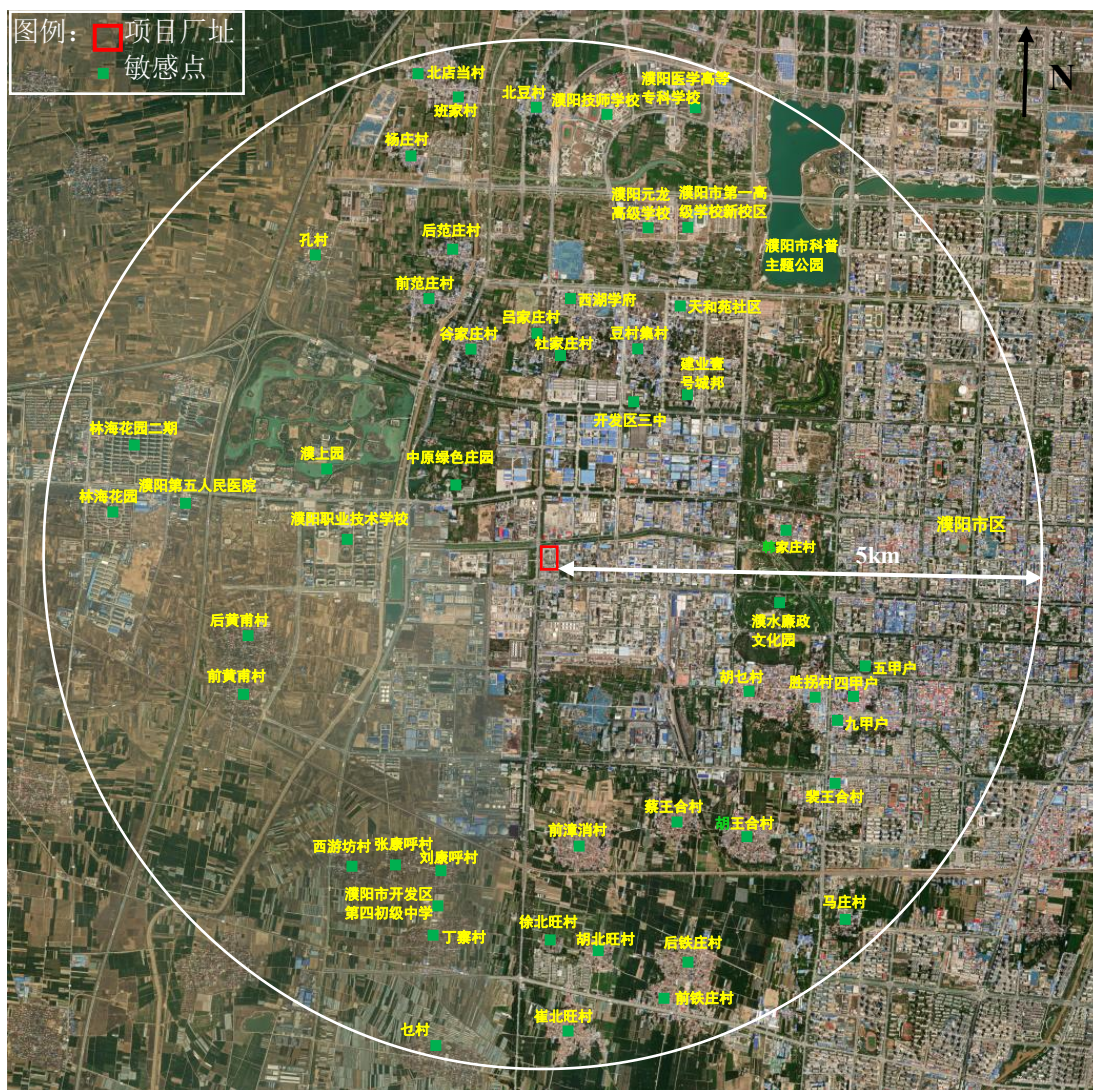 图例：
项目厂址
敏感点
N
北店当村
班家村
北豆村
濮阳技师学校
濮阳医学高等
专科学校
杨庄村
濮阳元龙
高级学校
濮阳市第一高
级学校新校区
孔村
后范庄村
濮阳市科普
主题公园
前范庄村
西湖学府
天和苑社区
吕家庄村
谷家庄村
杜家庄村
豆村集村
建业壹
号城邦
开发区三中
林海花园二期
濮上园
中原绿色庄园
濮阳第五人民医院
林海花园
濮阳职业技术学校
濮阳市区
家庄村
5km
后黄甫村
濮水廉政
文化园
前黄甫村
五甲户
胡乜村
胜拐村
四甲户
九甲户
裴王合村
蔡王合村
胡王合村
前漳消村
西游坊村
张康呼村
刘康呼村
濮阳市开发区
第四初级中学
马庄村
丁寨村
徐北旺村
胡北旺村
后铁庄村
前铁庄村
崔北旺村
乜村